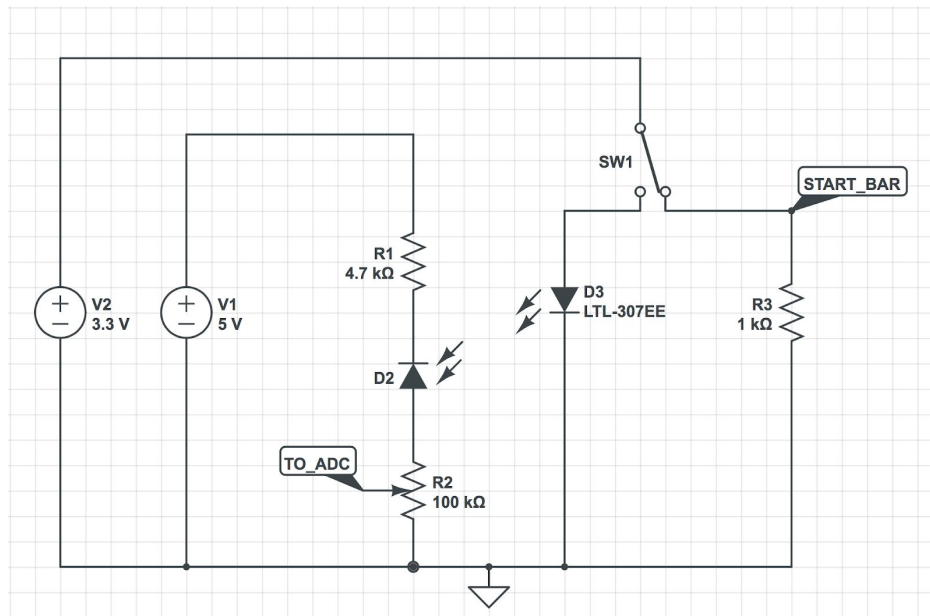 SW1
START_BAR
R1
4.7 kΩ
V2
3.3 V
V1
5 V
D3
LTL-307EE
R3
1 kΩ
D2
TO_ADC
R2
100 kΩ